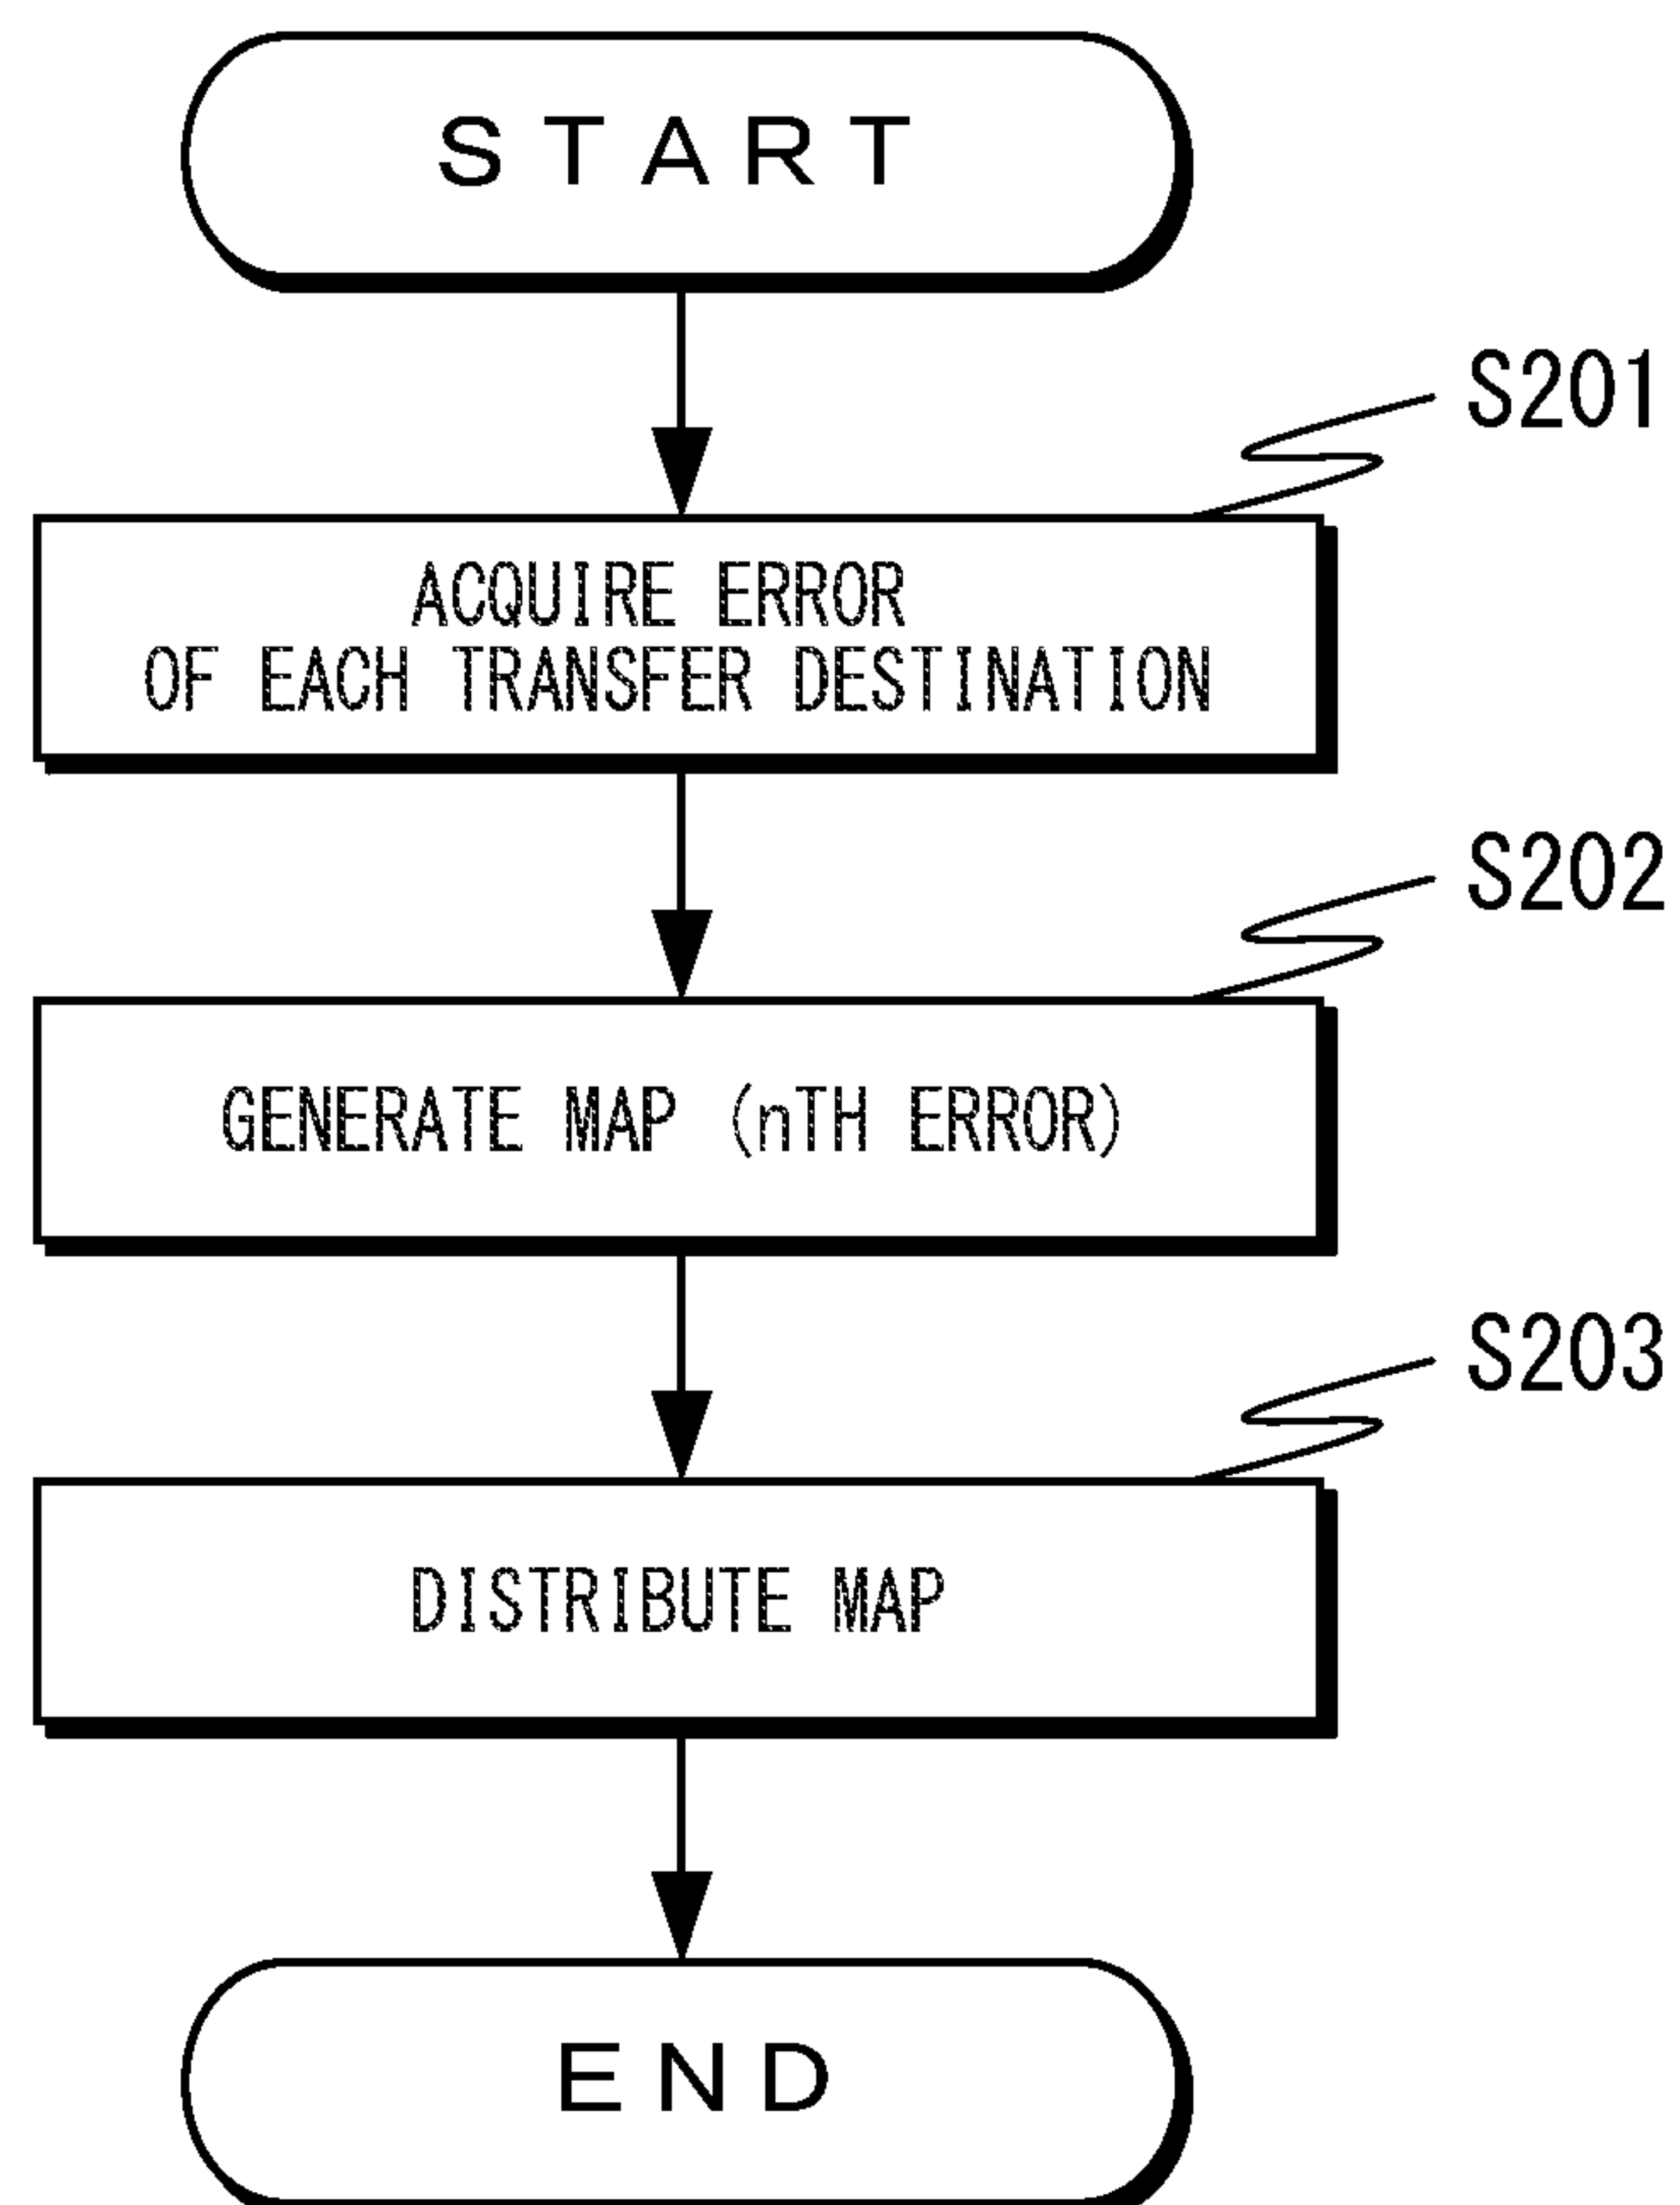 START
S201
ACQUIRE ERROR
OF EACH TRANSFER DESTINATION
S202
GENERATE MAP (nTH ERROR)
S203
DISTRIBUTE MAP
END